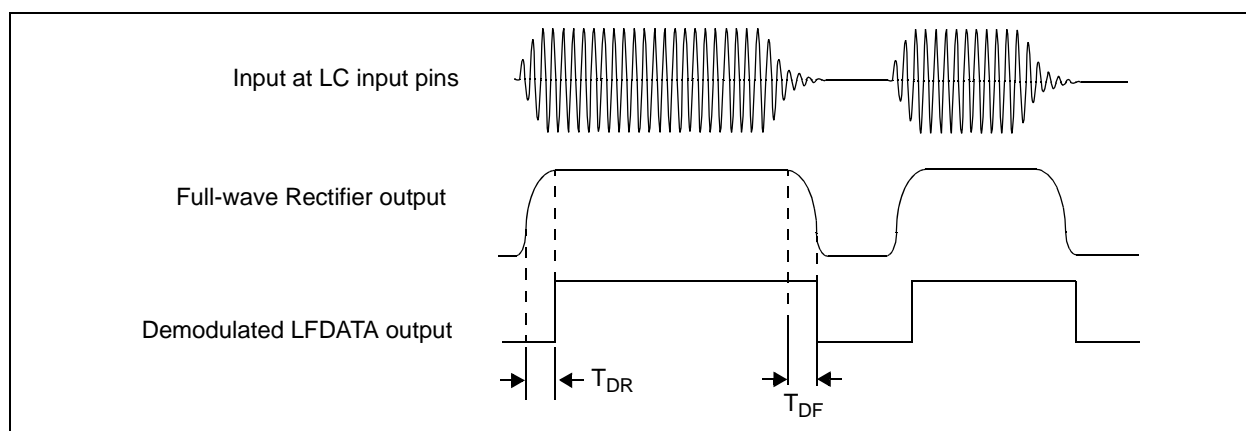 Input at LC input pins
Full-wave Rectifier output
Demodulated LFDATA output
TDR
TDF